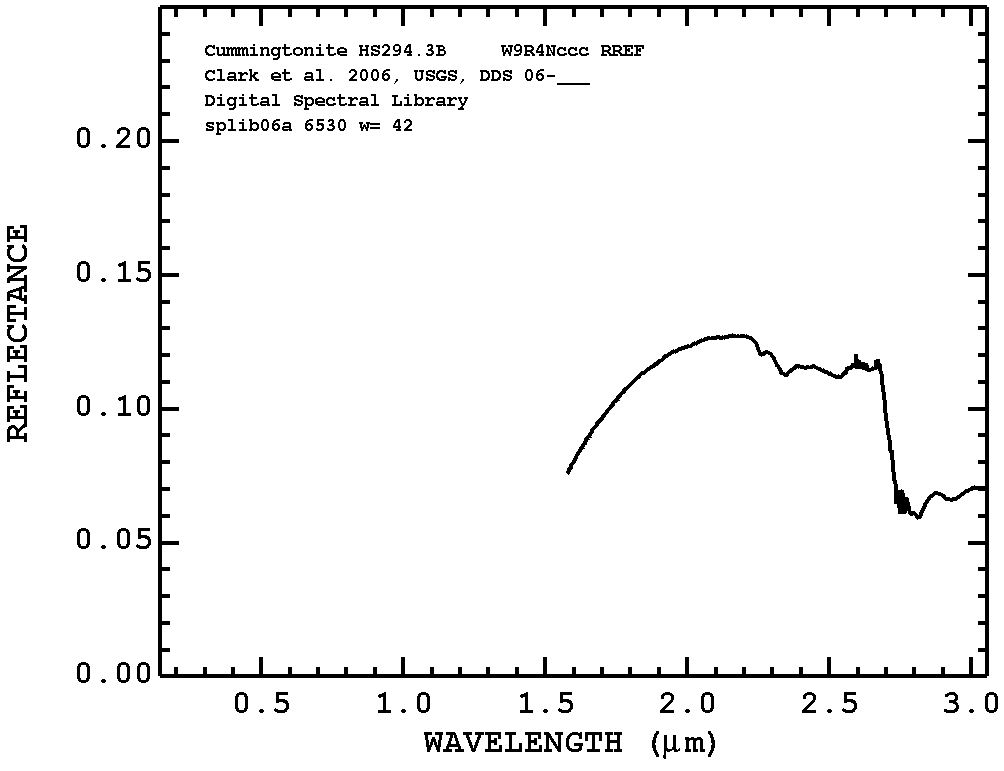 Cummingtonite HS294.3B W9R4Nccc RREF
Clark et al. 2006, USGS, DDS 06-___
Digital Spectral Library
splib06a 6530 w= 42
0.20
0.15
0.10
0.05
0.00
REFLECTANCE
0.5 1.0 1.5 2.0 2.5 3.0
WAVELENGTH (μm)